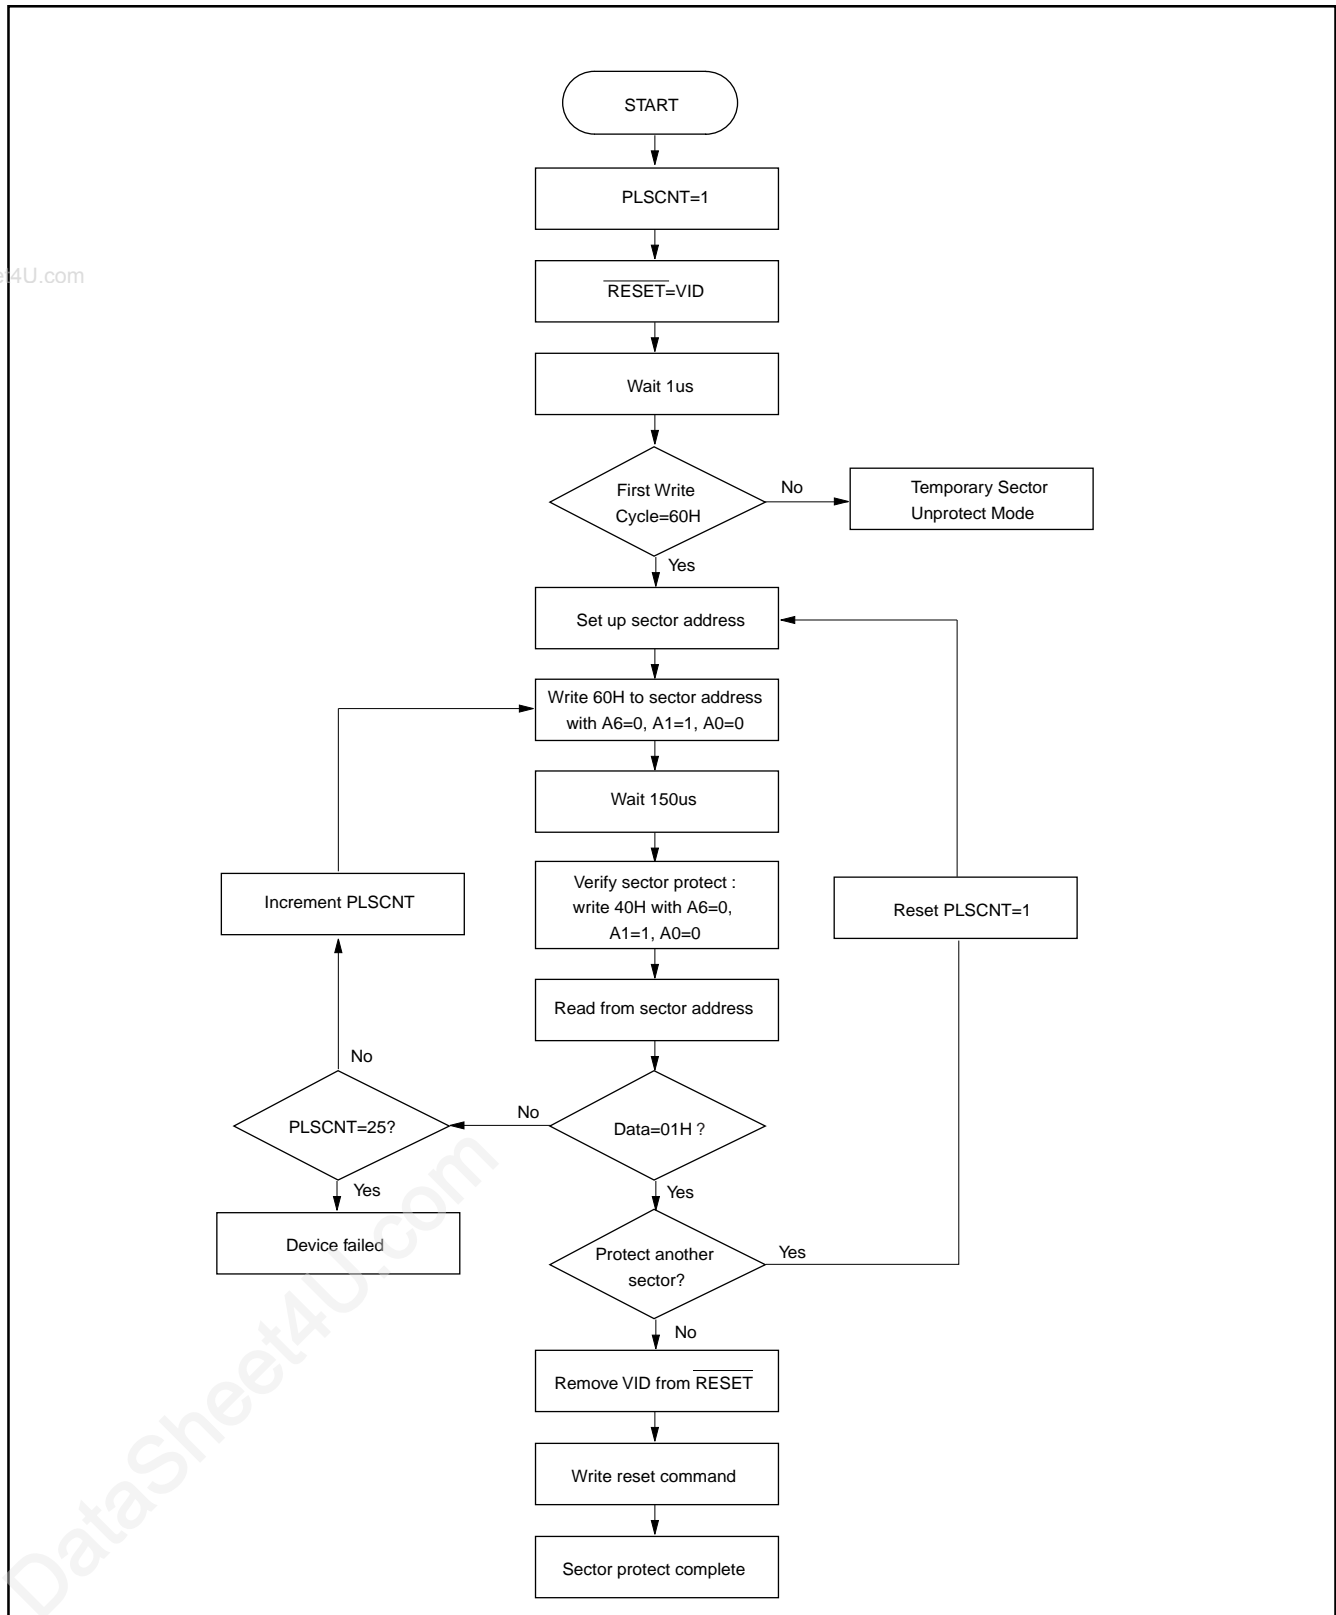 START
PLSCNT=1
et4U.com
RESET=VID
Wait 1us
First Write
Cycle=60H
No
Temporary Sector
Unprotect Mode
Yes
Set up sector address
Write 60H to sector address
with A6=0, A1=1, A0=0
Wait 150us
Verify sector protect :
write 40H with A6=0,
A1=1, A0=0
Increment PLSCNT
Reset PLSCNT=1
Read from sector address
No
PLSCNT=25?
No
Data=01H ?
Yes
Device failed
Yes
Protect another
sector?
Yes
No
Remove VID from RESET
Write reset command
Sector protect complete
DataSheet4U.com